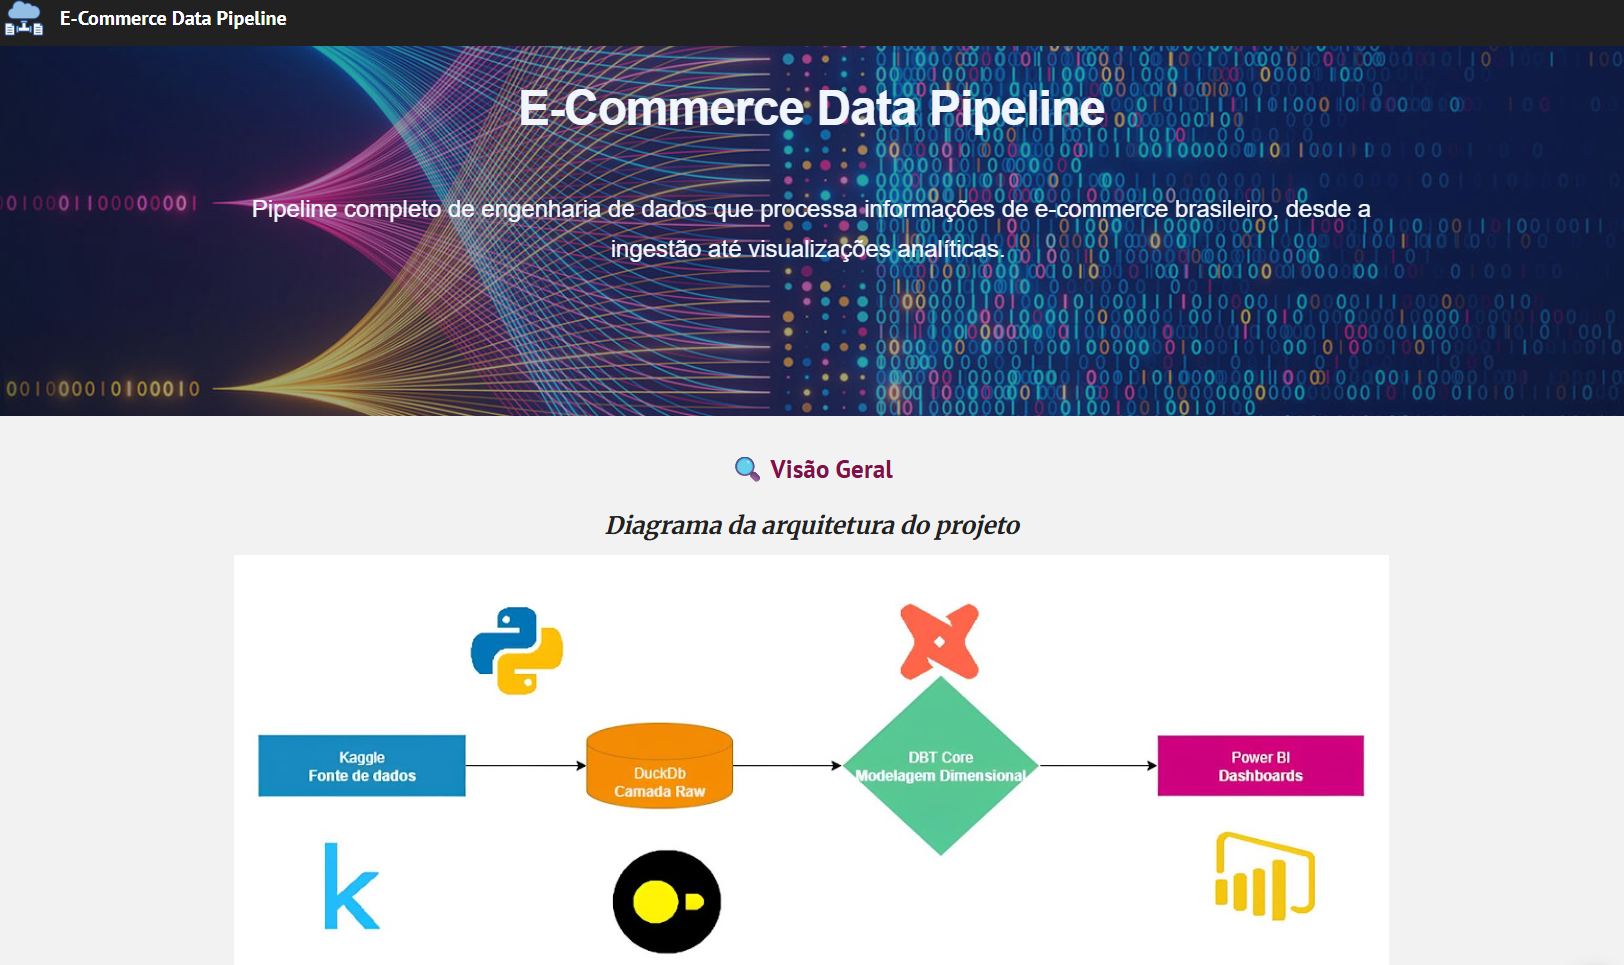 E-Commerce Data Pipeline
E-Commerce Data Pipeline
Pipeline completo de engenharia de dados que processa informações de e-commerce brasileiro, desde a
ingestão até visualizações analíticas.
Visão Geral
Diagrama da arquitetura do projeto
Kaggle
Fonte de dados
DuckDb
Camada Raw
DBT Core
Modelagem Dimensional
Power BI
Dashboards
k